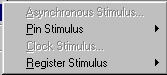 Asynchronous Stimulus...
Pin Stimulus
Clock Stimulus...
Register Stimulus